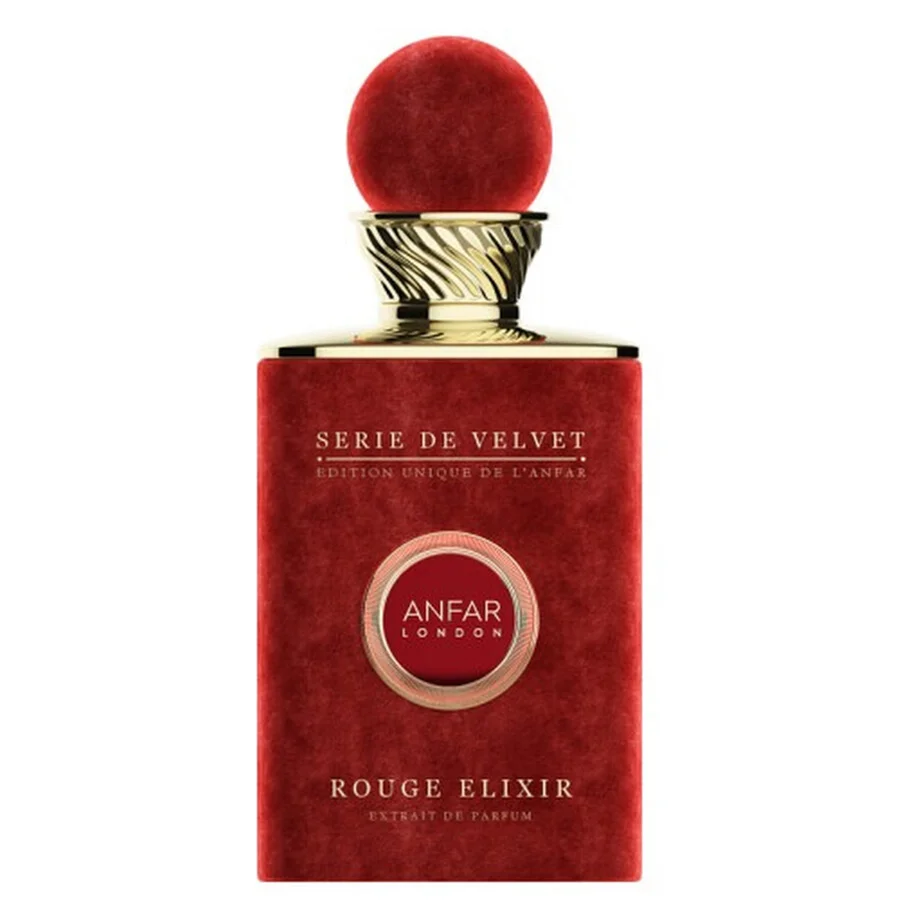 SERIE DE VELVET
EDITION UNIQUE DE L'ANFAR
ANFAR
LONDON
ROUGE ELIXIR
EXTRAIT DE PARFUM